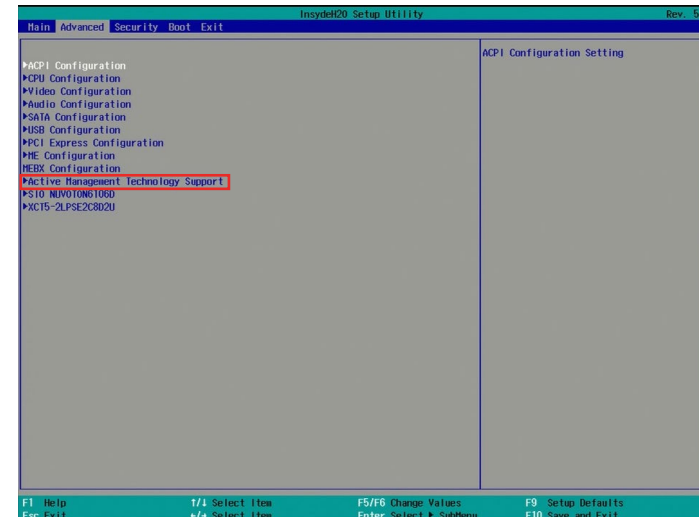 InsydeH2O Setup Utility Rev. 5
Main Advanced Security Boot Exit
ACPI Configuration Setting
▶ACPI Configuration
▶CPU Configuration
▶Video Configuration
▶Audio Configuration
▶SATA Configuration
▶USB Configuration
▶PCI Express Configuration
▶ME Configuration
MEBX Configuration
▶Active Management Technology Support
▶SIO NUVOTON6106D
▶XCT5-2LPSE2C8D2U
F1 Help ↑/↓ Select Item F5/F6 Change Values F9 Setup Defaults
Esc Exit ←/→ Select Item Enter Select ▶ SubMenu F10 Save and Exit